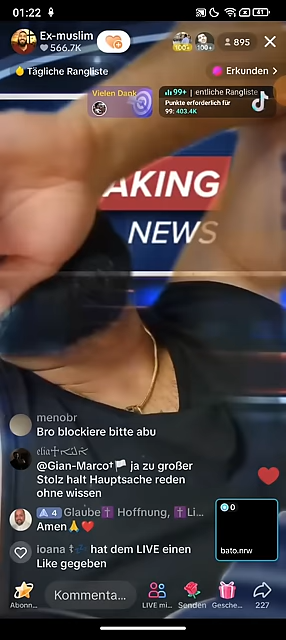 01:22
41
Ex-muslim
566.7K
100+
100+
895
Tägliche Rangliste
Erkunden >
Vielen Dank
99+ | entliche Rangliste
Punkte erforderlich für
99: 403.4K
AKING
NEWS
menobr
Bro blockiere bitte abu
@Gian-Marco✝🏳 ja zu großer
Stolz halt Hauptsache reden
ohne wissen
4 Glaube✝️ Hoffnung, ✝️Li...
Amen🙏❤️
0
bato.nrw
ioana hat dem LIVE einen
Like gegeben
Abonn...
Kommenta...
LIVE mi...
Senden
Gesche...
227